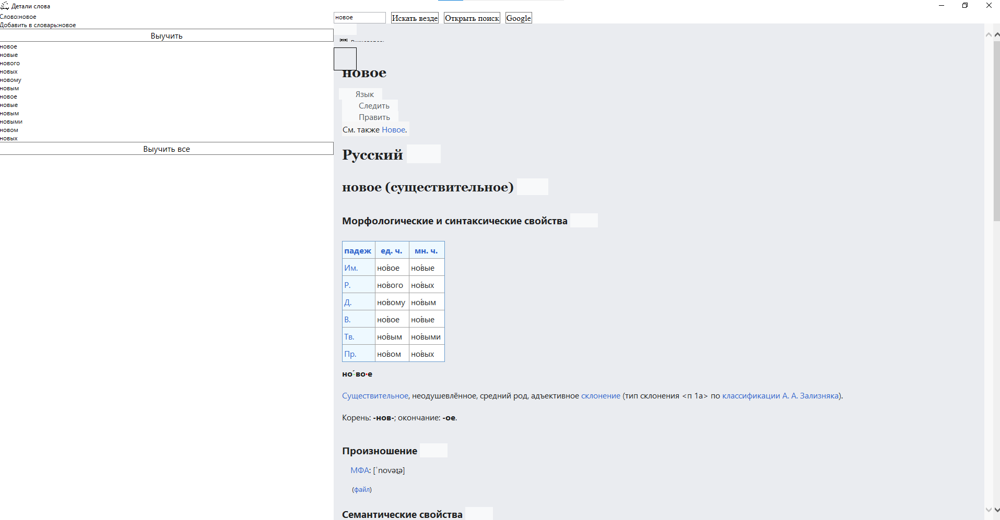 Детали слова
Слово:новое
Добавить в словарь:новое
Выучить
новое
новые
нового
новых
новому
новым
новое
новые
новым
новыми
новом
новых
Выучить все
новое Искать везде Открыть поиск Google
новое
Язык
Следить
Править
См. также Новое.
Русский
новое (существительное)
Морфологические и синтаксические свойства
падеж ед. ч. мн. ч.
Им. но́вое но́вые
Р. но́вого но́вых
Д. но́вому но́вым
В. но́вое но́вые
Тв. но́вым но́выми
Пр. но́вом но́вых
но́-во·е
Существительное, неодушевлённое, средний род, адъективное склонение (тип склонения <п 1a> по классификации А. А. Зализняка).
Корень: -нов-; окончание: -ое.
Произношение
МФА: [ˈnovəɪ̯ə]
(файл)
Семантические свойства